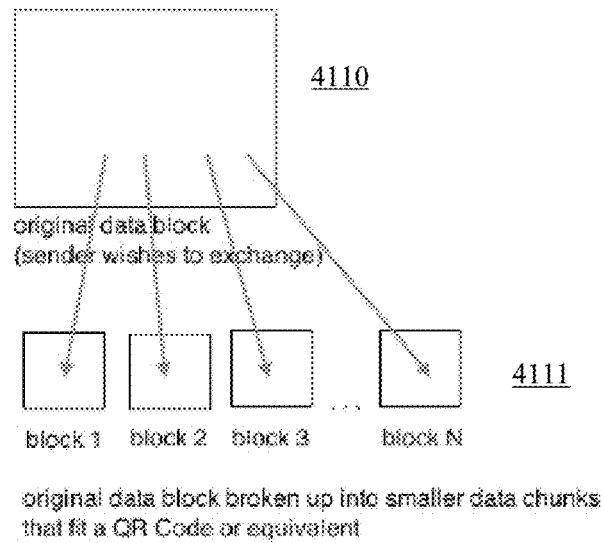 4110
original data block
(sender wishes to exchange)
4111
block 1 block 2 block 3 ... block N
original data block broken up into smaller data chunks
that fit a QR Code or equivalent